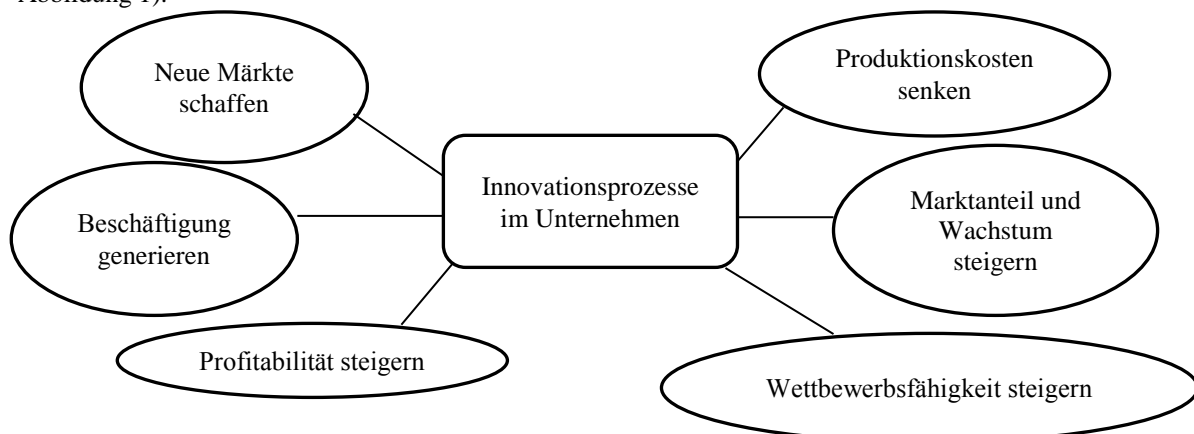 Abbildung 1).
Neue Märkte
schaffen
Produktionskosten
senken
Innovationsprozesse
im Unternehmen
Beschäftigung
generieren
Marktanteil und
Wachstum
steigern
Profitabilität steigern
Wettbewerbsfähigkeit steigern